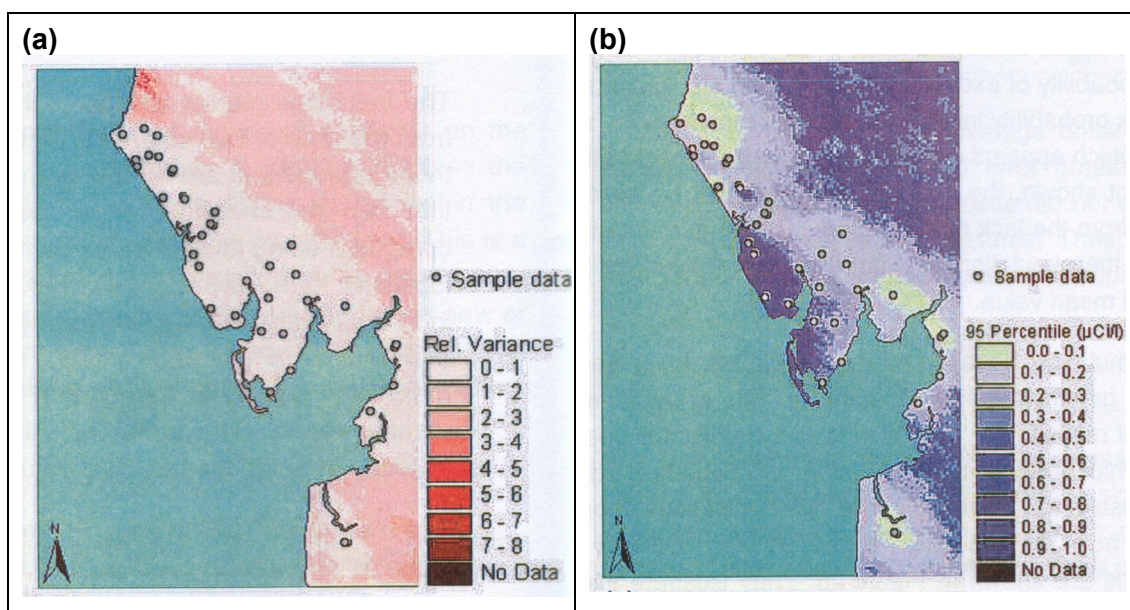 (a)
N
Sample data
Rel. Variance
0 - 1
1 - 2
2 - 3
3 - 4
4 - 5
5 - 6
6 - 7
7 - 8
No Data
(b)
N
Sample data
95 Percentile (µCi/l)
0.0 - 0.1
0.1 - 0.2
0.2 - 0.3
0.3 - 0.4
0.4 - 0.5
0.5 - 0.6
0.6 - 0.7
0.7 - 0.8
0.8 - 0.9
0.9 - 1.0
No Data